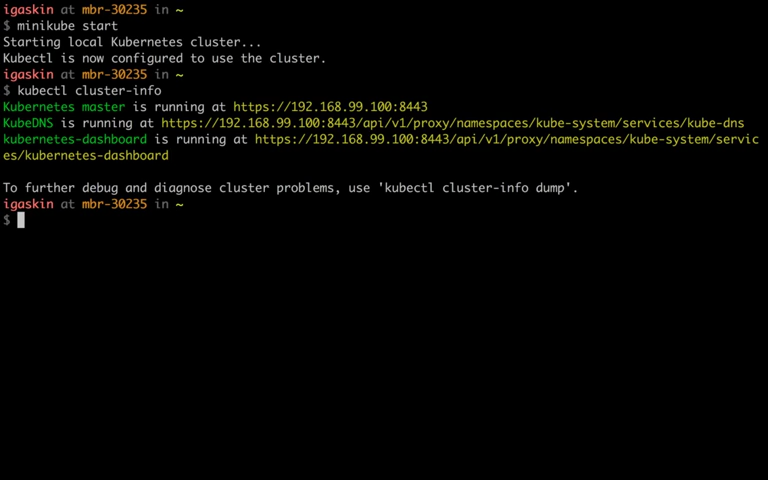 igaskin at mbr-30235 in ~
$ minikube start
Starting local Kubernetes cluster...
Kubectl is now configured to use the cluster.
igaskin at mbr-30235 in ~
$ kubectl cluster-info
Kubernetes master is running at https://192.168.99.100:8443
KubeDNS is running at https://192.168.99.100:8443/api/v1/proxy/namespaces/kube-system/services/kube-dns
kubernetes-dashboard is running at https://192.168.99.100:8443/api/v1/proxy/namespaces/kube-system/servic
es/kubernetes-dashboard
To further debug and diagnose cluster problems, use 'kubectl cluster-info dump'.
igaskin at mbr-30235 in ~
$